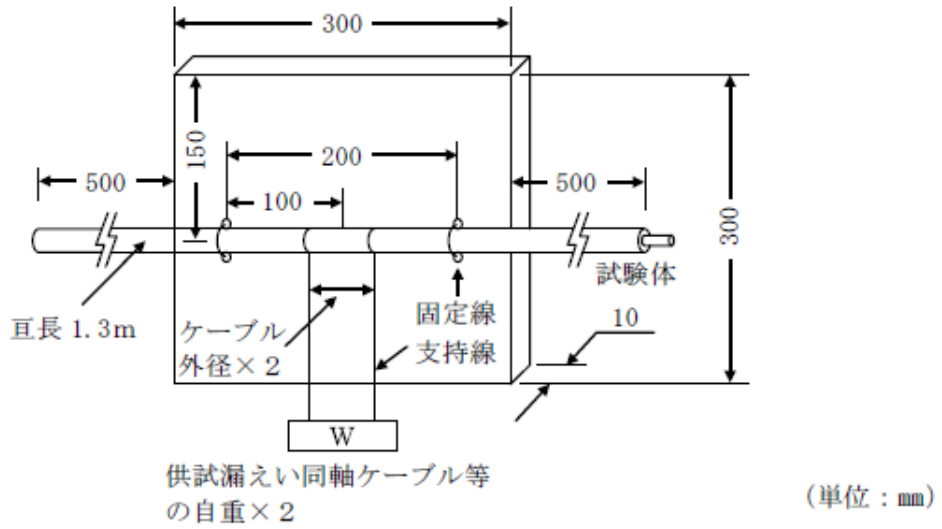 300
150
200
500
100
500
300
試験体
亘長 1.3m
ケーブル
外径×2
固定線
支持線
10
W
供試漏えい同軸ケーブル等
の自重×2
(単位：㎜)